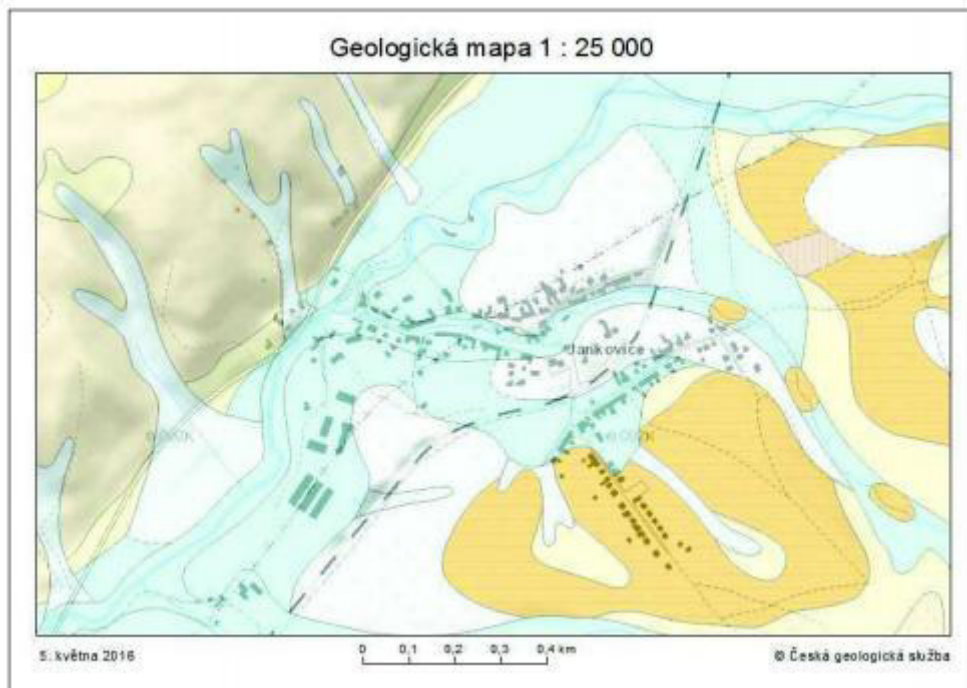 Geologická mapa 1 : 25 000
Jankovice
5. května 2016
0 0,1 0,2 0,3 0,4 km
© Česká geologická služba